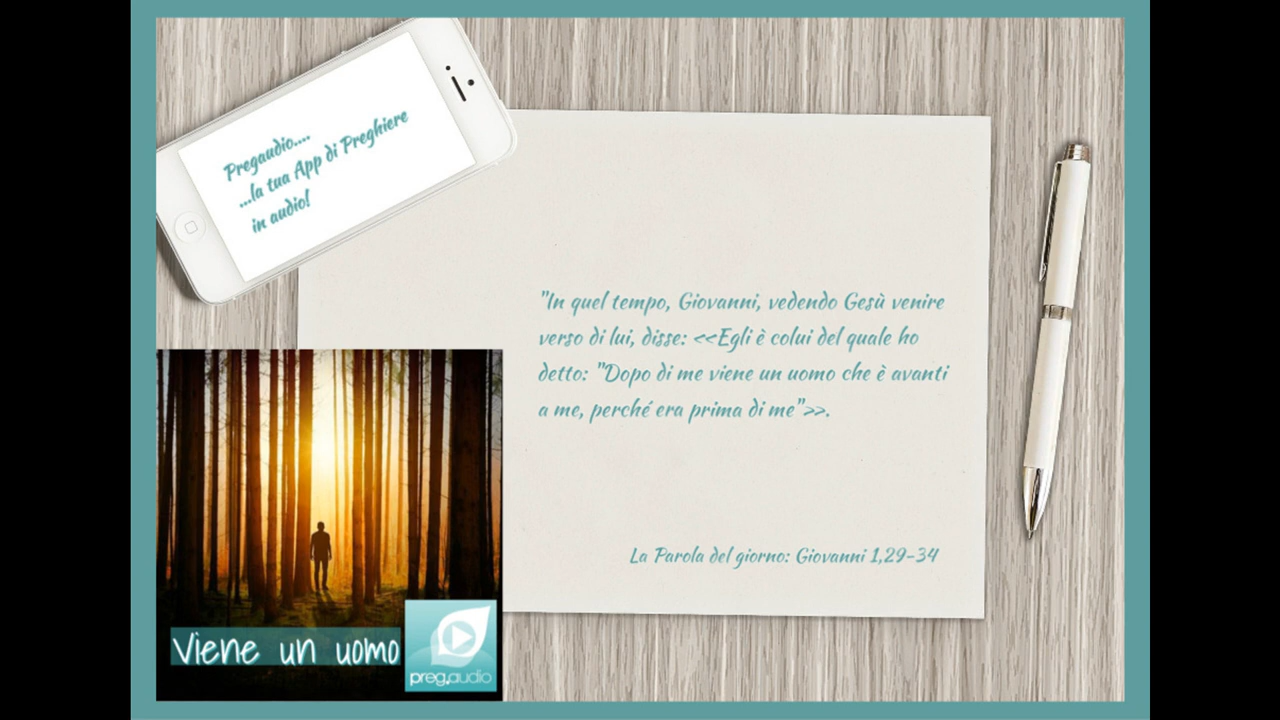 Pregaudio....
...la tua App di Preghiere
in audio!
"In quel tempo, Giovanni, vedendo Gesù venire
verso di lui, disse: <<Egli è colui del quale ho
detto: "Dopo di me viene un uomo che è avanti
a me, perché era prima di me">>.
La Parola del giorno: Giovanni 1,29-34
Viene un uomo
preg.audio